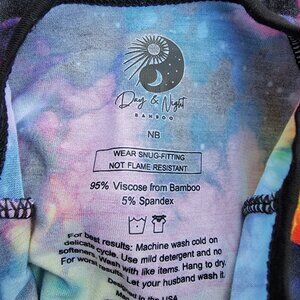 Day & Night
BAMBOO
NB
WEAR SNUG-FITTING
NOT FLAME RESISTANT
95% Viscose from Bamboo
5% Spandex
For best results: Machine wash cold on
delicate cycle. Use mild detergent and no
softeners. Wash with like items. Hang to dry.
For worst results: Let your husband wash it.
Designed in the USA
Made in